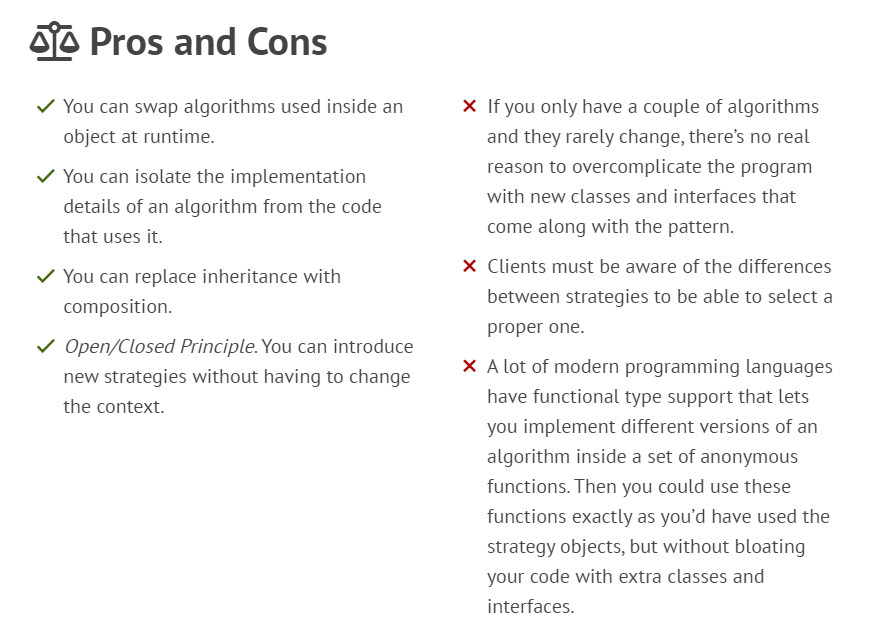 Pros and Cons
You can swap algorithms used inside an
object at runtime.
You can isolate the implementation
details of an algorithm from the code
that uses it.
You can replace inheritance with
composition.
Open/Closed Principle. You can introduce
new strategies without having to change
the context.
If you only have a couple of algorithms
and they rarely change, there’s no real
reason to overcomplicate the program
with new classes and interfaces that
come along with the pattern.
Clients must be aware of the differences
between strategies to be able to select a
proper one.
A lot of modern programming languages
have functional type support that lets
you implement different versions of an
algorithm inside a set of anonymous
functions. Then you could use these
functions exactly as you’d have used the
strategy objects, but without bloating
your code with extra classes and
interfaces.